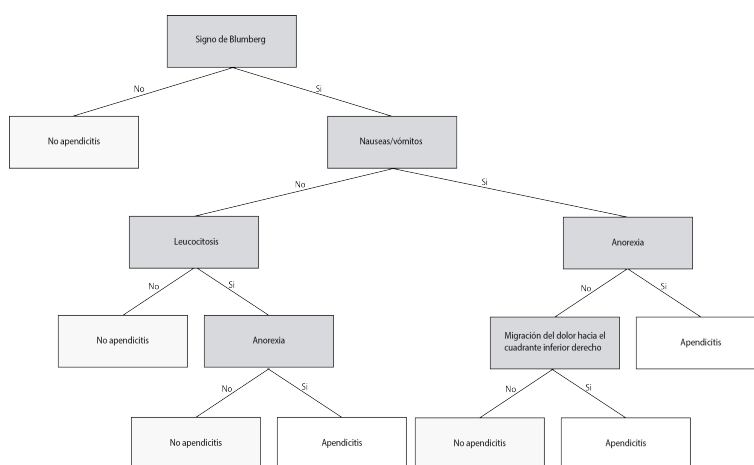 Signo de Blumberg
No
Si
No apendicitis
Nauseas/vómitos
No
Si
Leucocitosis
Anorexia
No
Si
No
Si
No apendicitis
Anorexia
Migración del dolor hacia el
cuadrante inferior derecho
Apendicitis
No
Si
No
Si
No apendicitis
Apendicitis
No apendicitis
Apendicitis